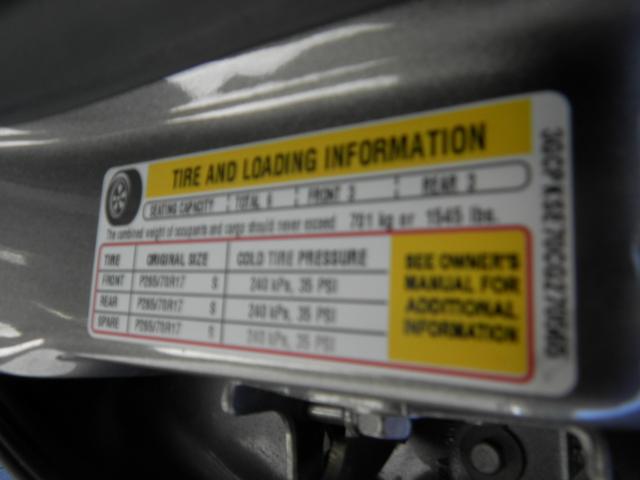 TIRE AND LOADING INFORMATION
SEATING CAPACITY TOTAL 6 FRONT 3 REAR 3
The combined weight of occupants and cargo should never exceed 701 kg or 1545 lbs.
TIRE ORIGINAL SIZE COLD TIRE PRESSURE
FRONT P265/70R17 S 240 kPa, 35 PSI
REAR P265/70R17 S 240 kPa, 35 PSI
SPARE P265/70R17 240 kPa, 35 PSI
SEE OWNER'S
MANUAL FOR
ADDITIONAL
INFORMATION